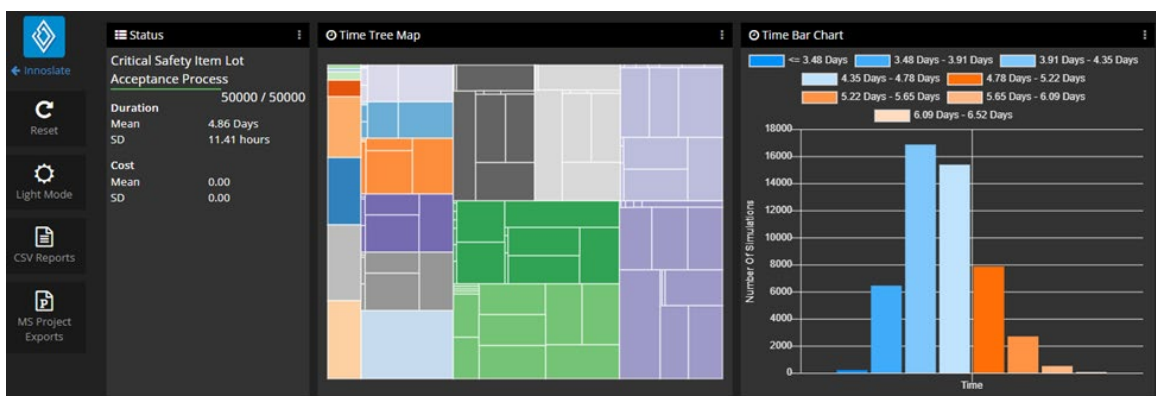 Innoslate
Reset
Light Mode
CSV Reports
MS Project
Exports
Status
Critical Safety Item Lot
Acceptance Process
50000 / 50000
Duration
Mean 4.86 Days
SD 11.41 hours
Cost
Mean 0.00
SD 0.00
Time Tree Map
Time Bar Chart
<= 3.48 Days 3.48 Days - 3.91 Days 3.91 Days - 4.35 Days
4.35 Days - 4.78 Days 4.78 Days - 5.22 Days
5.22 Days - 5.65 Days 5.65 Days - 6.09 Days
6.09 Days - 6.52 Days
18000
16000
14000
12000
10000
8000
6000
4000
2000
0
Number Of Simulations
Time